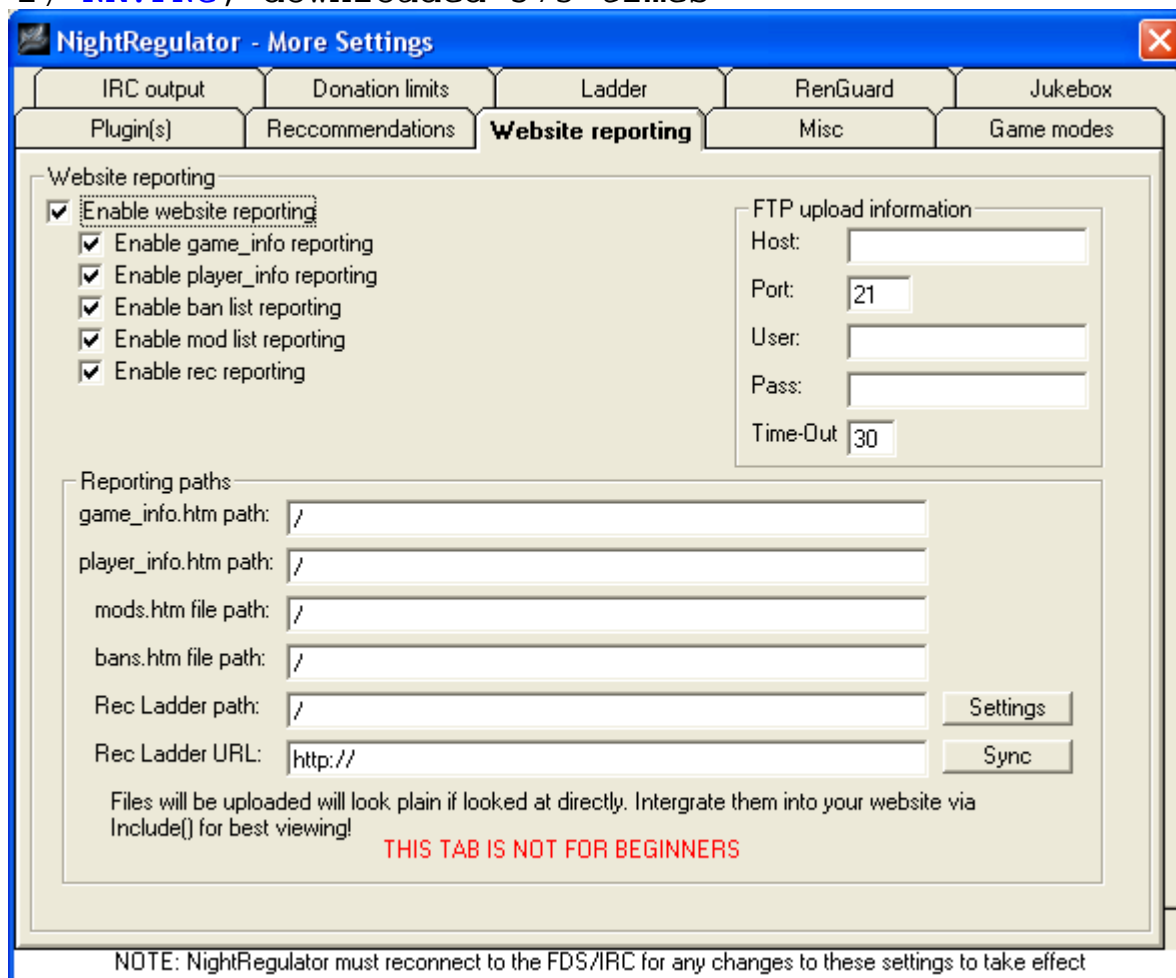 NightRegulator - More Settings
IRC output Donation limits Ladder RenGuard Jukebox
Plugin(s) Reccommendations Website reporting Misc Game modes
Website reporting
Enable website reporting
Enable game_info reporting
Enable player_info reporting
Enable ban list reporting
Enable mod list reporting
Enable rec reporting
FTP upload information
Host:
Port: 21
User:
Pass:
Time-Out 30
Reporting paths
game_info.htm path: /
player_info.htm path: /
mods.htm file path: /
bans.htm file path: /
Rec Ladder path: / Settings
Rec Ladder URL: http:// Sync
Files will be uploaded will look plain if looked at directly. Intergrate them into your website via
Include() for best viewing!
THIS TAB IS NOT FOR BEGINNERS
NOTE: NightRegulator must reconnect to the FDS/IRC for any changes to these settings to take effect